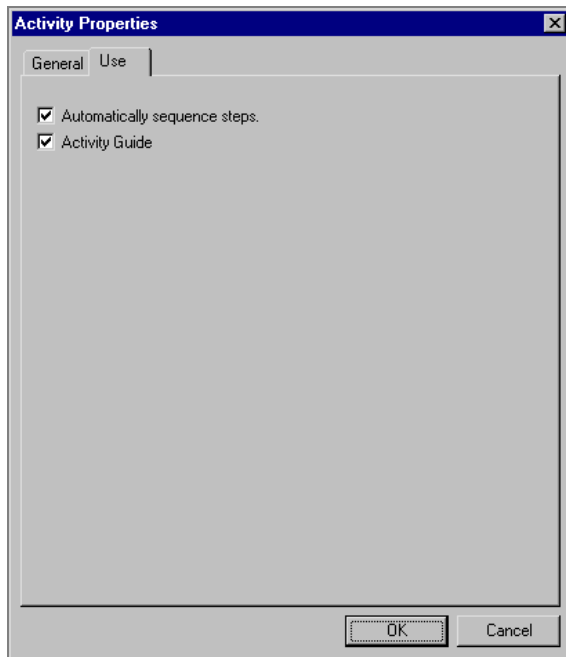 Activity Properties
General Use
Automatically sequence steps.
Activity Guide
OK Cancel